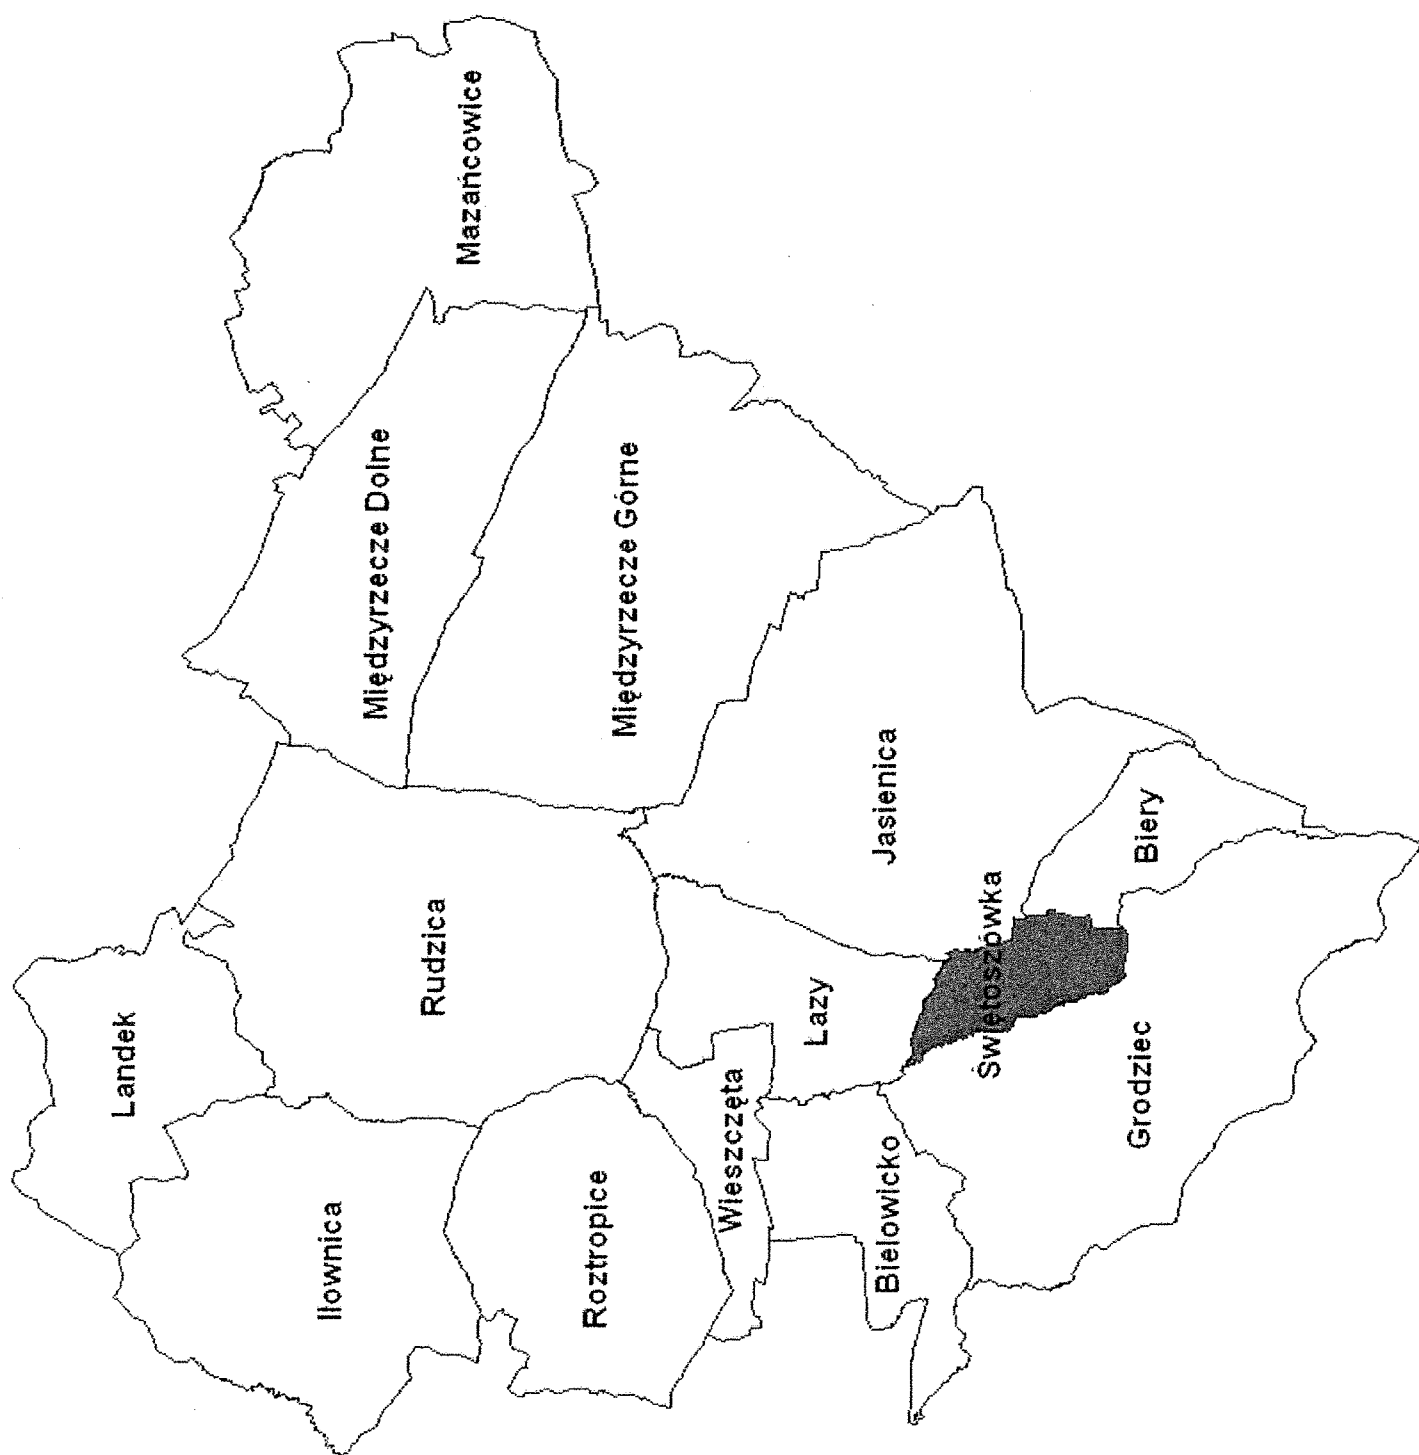 Mazańcowice
Międzyrzecze Dolne
Międzyrzecze Górne
Landek
Rudzica
Jasienica
Biery
Iłownica
Roztropice
Wieszczęta
Łazy
Świętoszówka
Bielowicko
Grodziec